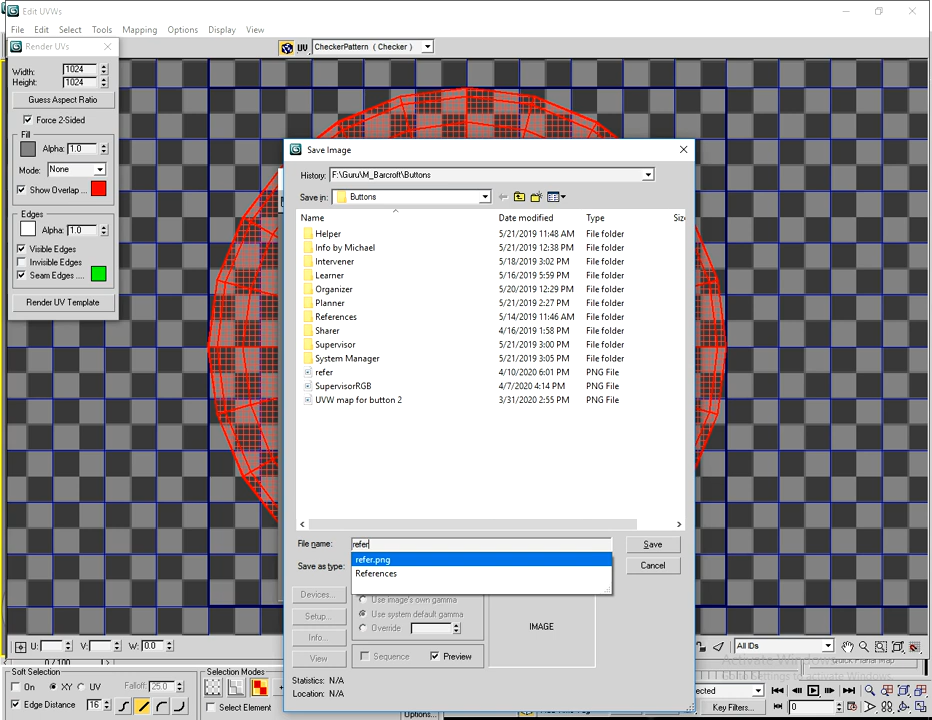 Edit UVWs
File Edit Select Tools Mapping Options Display View
Render UVs
UV CheckerPattern ( Checker )
Width: 1024
Height: 1024
Guess Aspect Ratio
Force 2-Sided
Fill
Alpha: 1.0
Mode: None
Show Overlap...
Edges
Alpha: 1.0
Visible Edges
Invisible Edges
Seam Edges ....
Render UV Template
Save Image
History: F:\Guru\M_Barcroft\Buttons
Save in: Buttons
Name Date modified Type Siz
Helper 5/21/2019 11:48 AM File folder
Info by Michael 5/21/2019 12:38 PM File folder
Intervener 5/18/2019 3:02 PM File folder
Learner 5/16/2019 5:59 PM File folder
Organizer 5/20/2019 12:29 PM File folder
Planner 5/21/2019 2:27 PM File folder
References 5/14/2019 11:46 AM File folder
Sharer 4/16/2019 1:58 PM File folder
Supervisor 5/21/2019 3:00 PM File folder
System Manager 5/21/2019 3:05 PM File folder
refer 4/10/2020 6:01 PM PNG File
SupervisorRGB 4/7/2020 4:14 PM PNG File
UVW map for button 2 3/31/2020 2:55 PM PNG File
File name: refer
Save
refer.png
References
Save as type:
Cancel
Devices...
Setup...
Info...
View
Use image's own gamma
Use system default gamma
Override
Sequence Preview
IMAGE
Statistics: N/A
Location: N/A
U: V: W: 0.0
All IDs
0 / 100
Activate Windows
Quick Planar Map
Soft Selection
On XY UV Falloff: 25.0
Edge Distance 16
Selection Modes
Select Element
Options...
Key Filters...
0